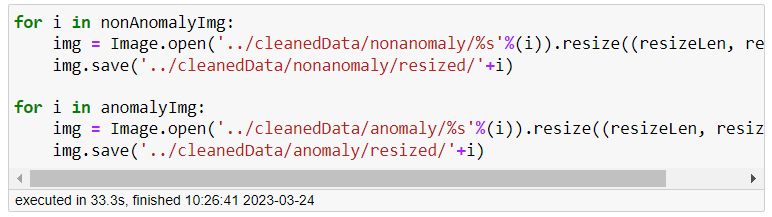 for i in nonAnomalyImg:
    img = Image.open('../cleanedData/nonanomaly/%s'%(i)).resize((resizeLen, re
    img.save('../cleanedData/nonanomaly/resized/'+i)

for i in anomalyImg:
    img = Image.open('../cleanedData/anomaly/%s'%(i)).resize((resizeLen, resiz
    img.save('../cleanedData/anomaly/resized/'+i)
executed in 33.3s, finished 10:26:41 2023-03-24